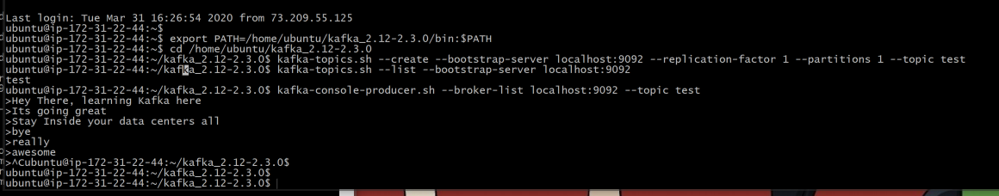 Last login: Tue Mar 31 16:26:54 2020 from 73.209.55.125
ubuntu@ip-172-31-22-44:~$
ubuntu@ip-172-31-22-44:~$ export PATH=/home/ubuntu/kafka_2.12-2.3.0/bin:$PATH
ubuntu@ip-172-31-22-44:~$ cd /home/ubuntu/kafka_2.12-2.3.0
ubuntu@ip-172-31-22-44:~/kafka_2.12-2.3.0$ kafka-topics.sh --create --bootstrap-server localhost:9092 --replication-factor 1 --partitions 1 --topic test
ubuntu@ip-172-31-22-44:~/kafka_2.12-2.3.0$ kafka-topics.sh --list --bootstrap-server localhost:9092
test
ubuntu@ip-172-31-22-44:~/kafka_2.12-2.3.0$ kafka-console-producer.sh --broker-list localhost:9092 --topic test
>Hey There, learning Kafka here
>Its going great
>Stay Inside your data centers all
>bye
>really
>awesome
>^Cubuntu@ip-172-31-22-44:~/kafka_2.12-2.3.0$
ubuntu@ip-172-31-22-44:~/kafka_2.12-2.3.0$
ubuntu@ip-172-31-22-44:~/kafka_2.12-2.3.0$